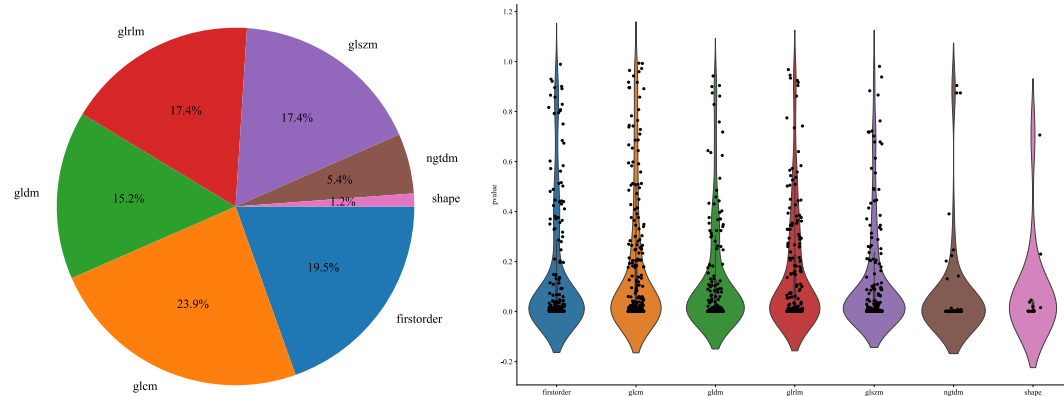 glrlm
glszm
17.4%
17.4%
ngtdm
5.4%
gldm
15.2%
1.2%
shape
19.5%
23.9%
firstorder
glcm
1.2
1.0
0.8
0.6
pvalue
0.4
0.2
0.0
-0.2
firstorder glcm gldm glrlm glszm ngtdm shape